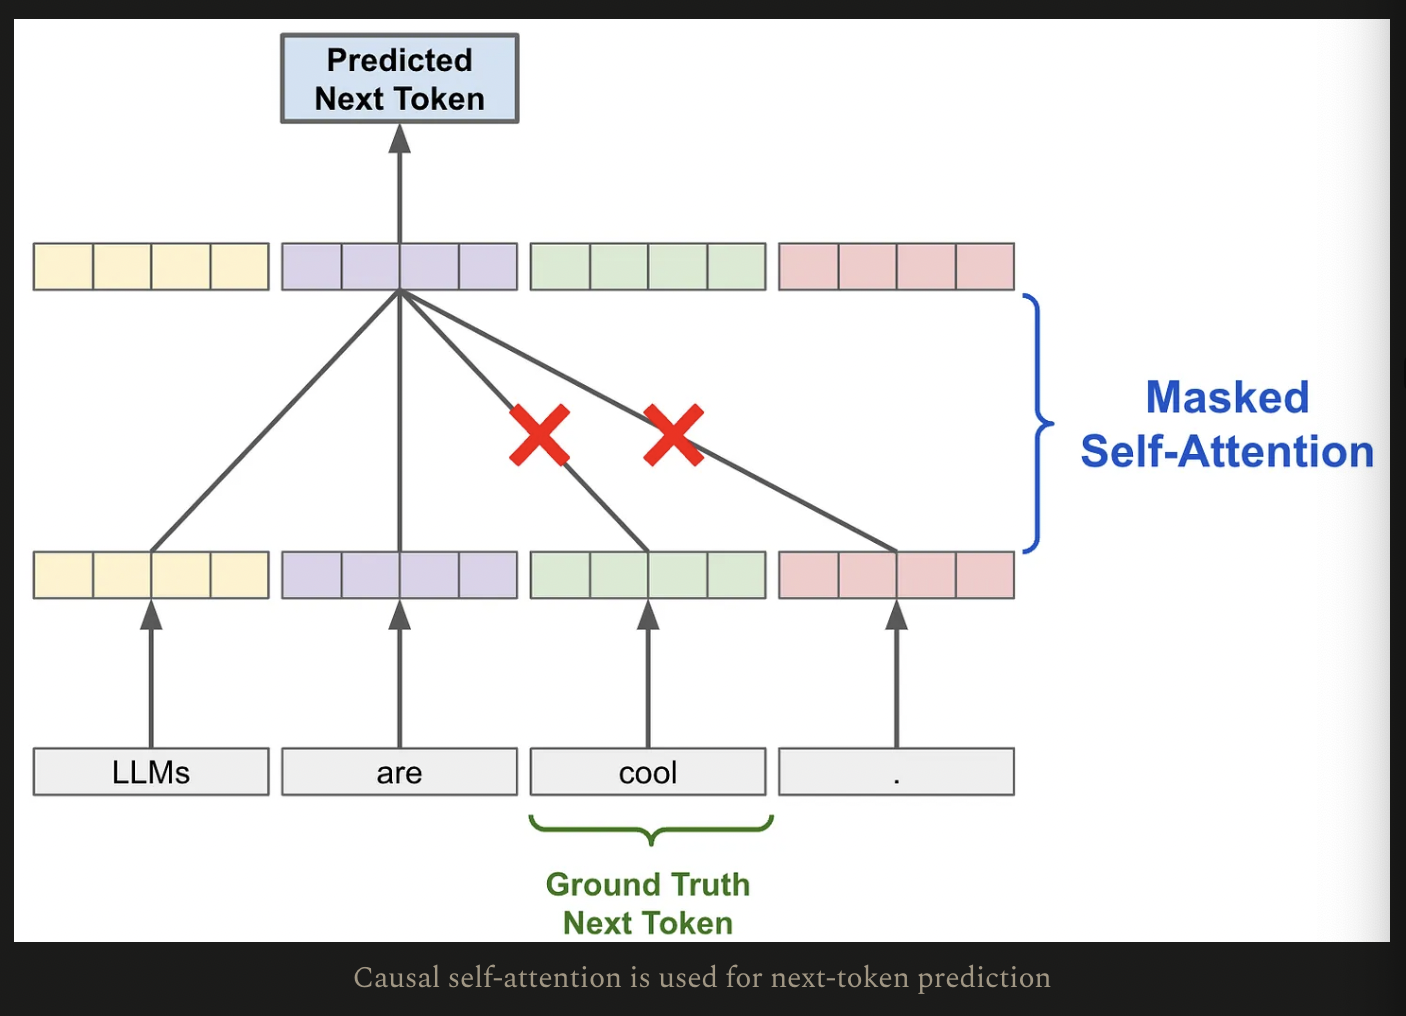 Predicted
Next Token
Masked
Self-Attention
LLMs
are
cool
.
Ground Truth
Next Token
Causal self-attention is used for next-token prediction